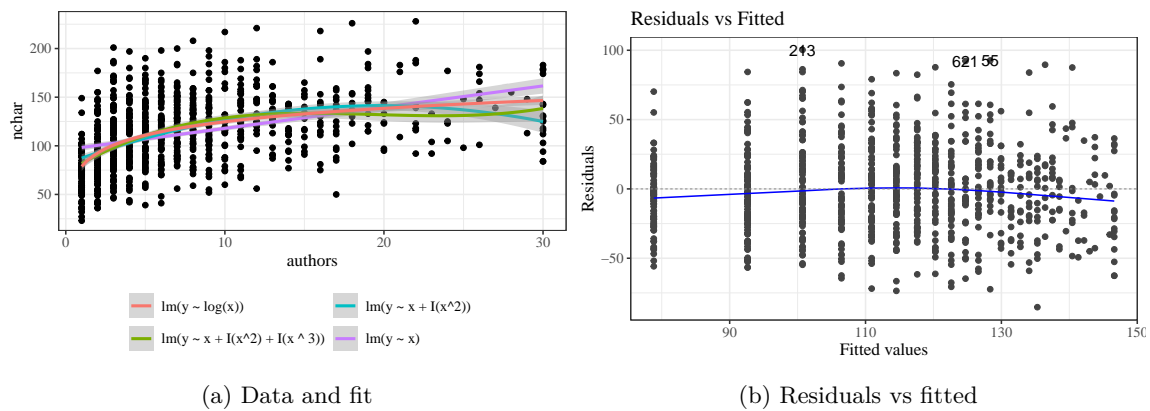 nchar
200
150
100
50
0
10
20
30
authors
lm(y ~ log(x))
lm(y ~ x + I(x^2))
lm(y ~ x + I(x^2) + I(x ^ 3))
lm(y ~ x)
(a) Data and fit
Residuals vs Fitted
Residuals
100
50
0
−50
213
621
55
90
110
130
150
Fitted values
(b) Residuals vs fitted